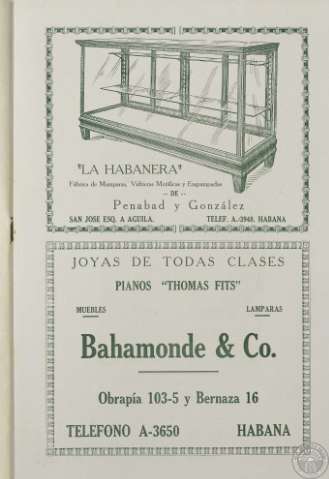 "LA HABANERA"
Fábrica de Mamparas, Vidrieras Metálicas y Enguatadas
-- DE --
Penabad y González
SAN JOSE ESQ. A AGUILA. TELEF. A.-3948, HABANA
JOYAS DE TODAS CLASES
PIANOS "THOMAS FITS"
MUEBLES LAMPARAS
Bahamonde & Co.
Obrapía 103-5 y Bernaza 16
TELEFONO A-3650 HABANA